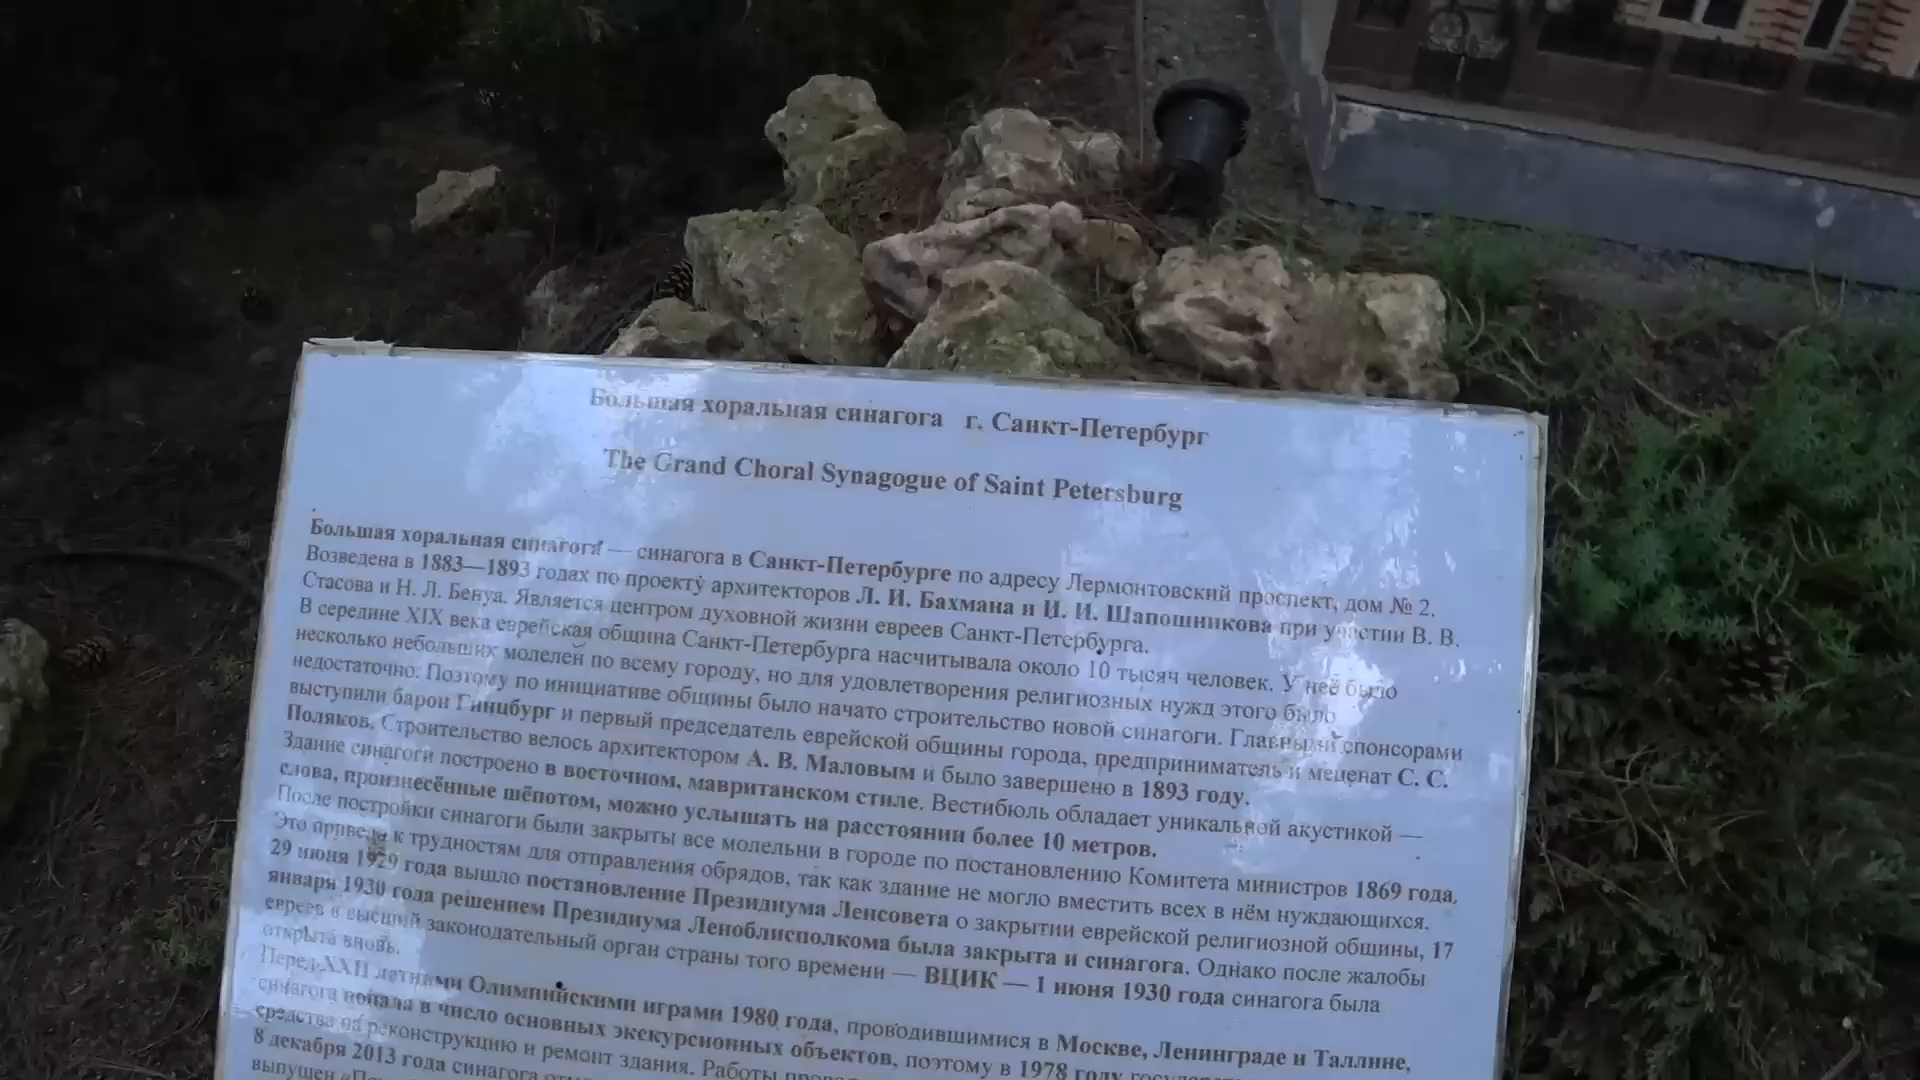 Большая хоральная синагога г. Санкт-Петербург
The Grand Choral Synagogue of Saint Petersburg
Большая хоральная синагога — синагога в Санкт-Петербурге по адресу Лермонтовский проспект, дом № 2.
Возведена в 1883—1893 годах по проекту архитекторов Л. И. Бахмана и И. И. Шапошникова при участии В. В.
Стасова и Н. Л. Бенуа. Является центром духовной жизни евреев Санкт-Петербурга.
В середине XIX века еврейская община Санкт-Петербурга насчитывала около 10 тысяч человек. У неё было
несколько небольших молелен по всему городу, но для удовлетворения религиозных нужд этого было
недостаточно. Поэтому по инициативе общины было начато строительство новой синагоги. Главными спонсорами
выступили барон Гинцбург и первый председатель еврейской общины города, предприниматель и меценат С. С.
Поляков. Строительство велось архитектором А. В. Маловым и было завершено в 1893 году.
Здание синагоги построено в восточном, мавританском стиле. Вестибюль обладает уникальной акустикой —
слова, произнесённые шёпотом, можно услышать на расстоянии более 10 метров.
После постройки синагоги были закрыты все молельни в городе по постановлению Комитета министров 1869 года.
Это привело к трудностям для отправления обрядов, так как здание не могло вместить всех в нём нуждающихся.
29 июня 1929 года вышло постановление Президиума Ленсовета о закрытии еврейской религиозной общины, 17
января 1930 года решением Президиума Леноблисполкома была закрыта и синагога. Однако после жалобы
евреев в высший законодательный орган страны того времени — ВЦИК — 1 июня 1930 года синагога была
открыта вновь.
Перед XXII летними Олимпийскими играми 1980 года, проводившимися в Москве, Ленинграде и Таллине,
синагога попала в число основных экскурсионных объектов, поэтому в 1978 году
средства на реконструкцию и ремонт здания. Работы
8 декабря 2013 года синагога
выпущен